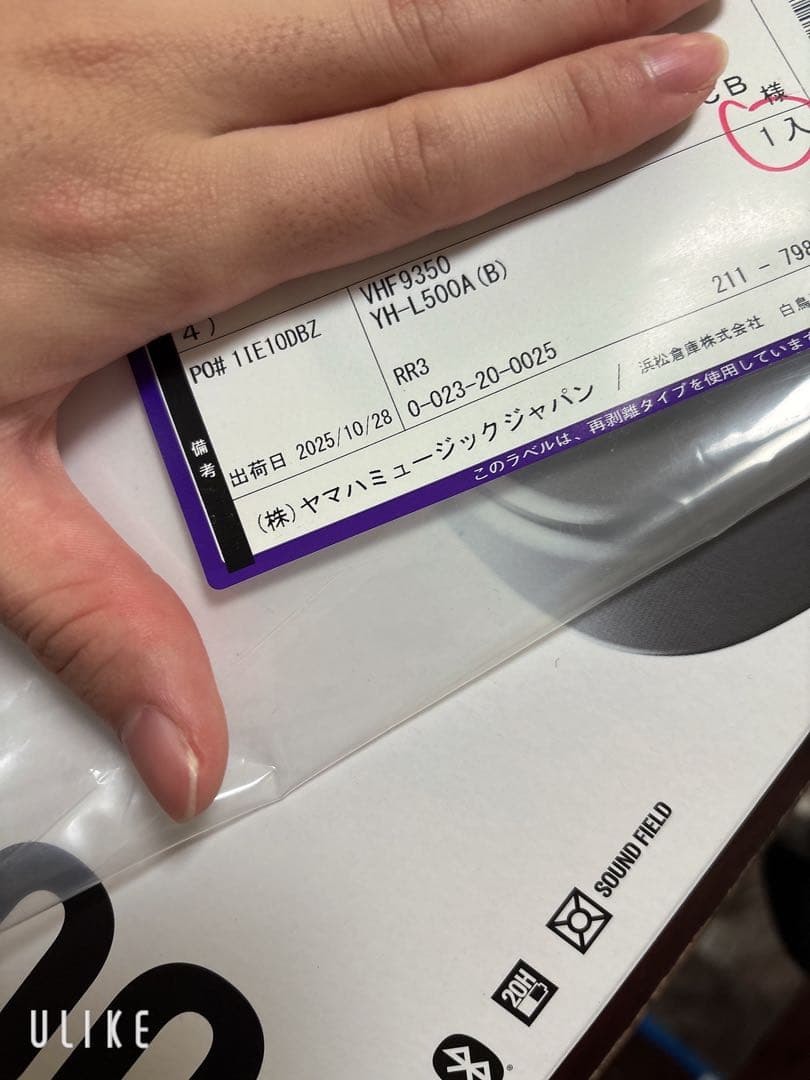 CB 様
1入
4)
VHF9350
YH-L500A(B)
PO# 1IE10DBZ
211 - 798
RR3
0-023-20-0025
備考
出荷日 2025/10/28
(株)ヤマハミュージックジャパン / 浜松倉庫株式会社 白鳥
このラベルは、再剥離タイプを使用しています
SOUND FIELD
20H
ULIKE